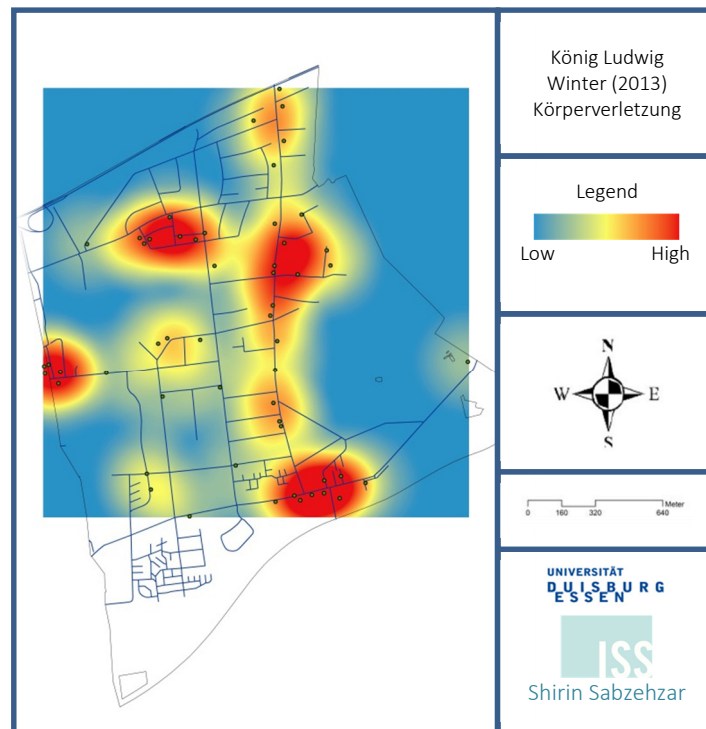 König Ludwig
Winter (2013)
Körperverletzung
Legend
Low High
N
W E
S
Meter
0 160 320 640
UNIVERSITÄT
DUISBURG
ESSEN
ISS
Shirin Sabzehzar